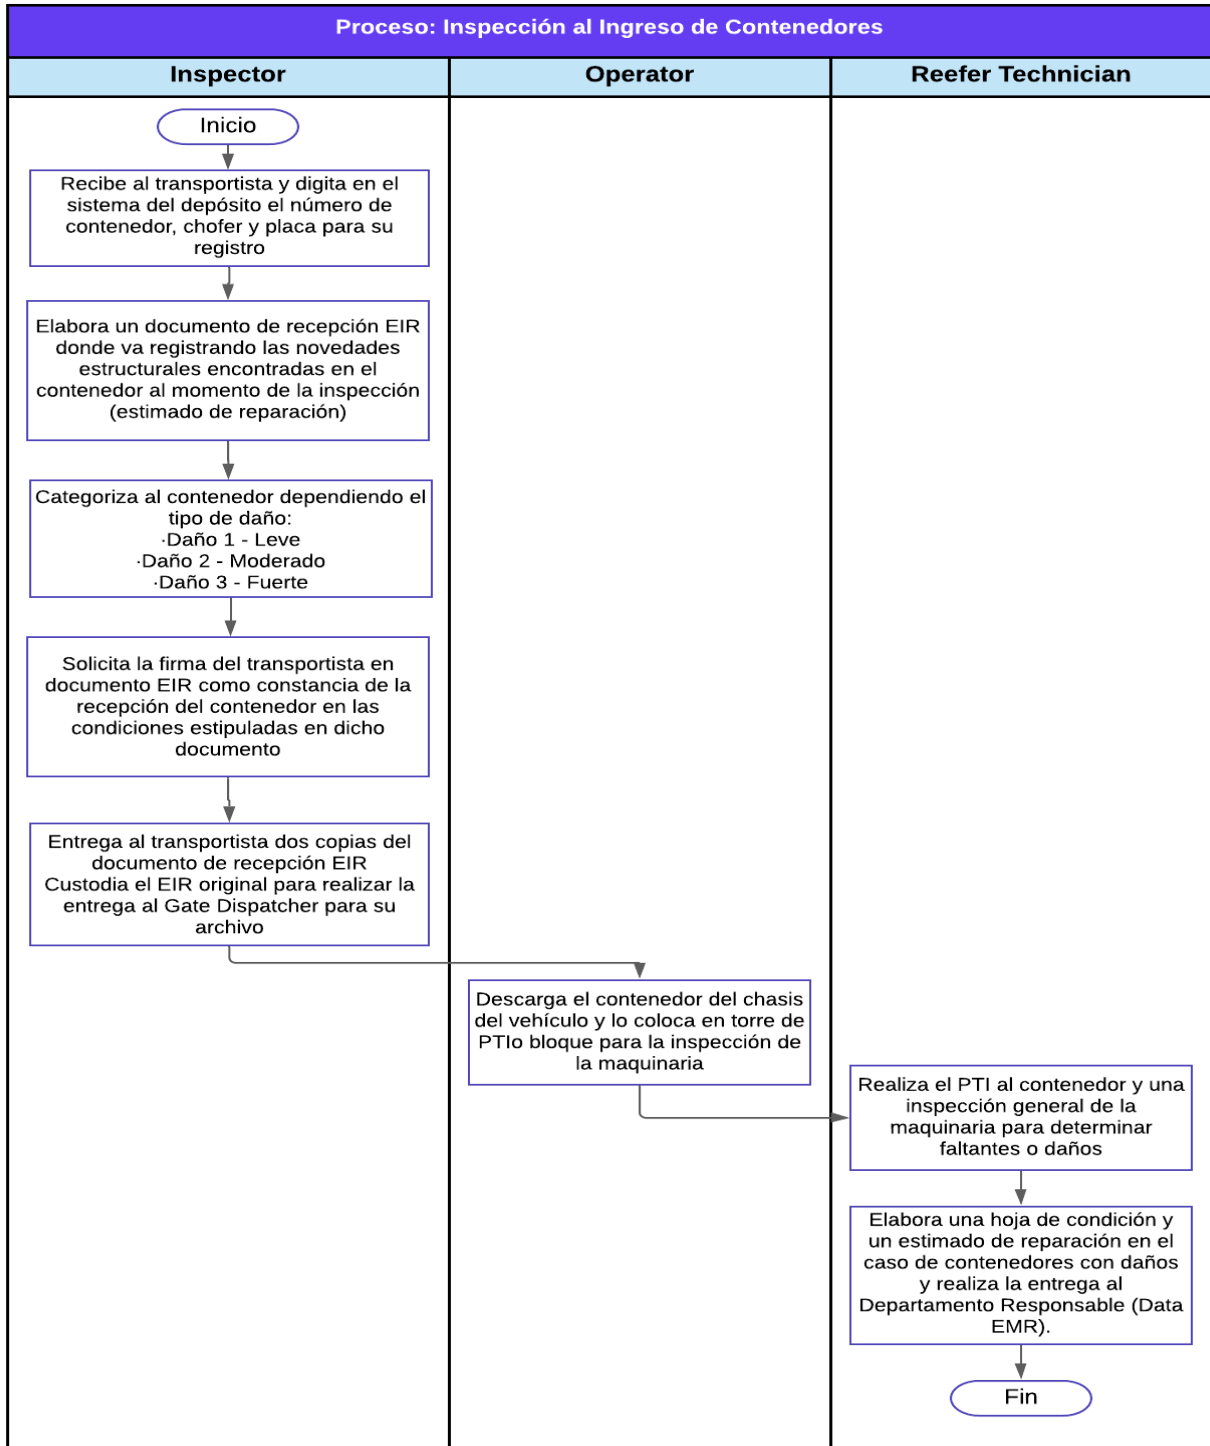 Proceso: Inspección al Ingreso de Contenedores
Inspector
Operator
Reefer Technician
Inicio
Recibe al transportista y digita en el
sistema del depósito el número de
contenedor, chofer y placa para su
registro
Elabora un documento de recepción EIR
donde va registrando las novedades
estructurales encontradas en el
contenedor al momento de la inspección
(estimado de reparación)
Categoriza al contenedor dependiendo el
tipo de daño:
·Daño 1 - Leve
·Daño 2 - Moderado
·Daño 3 - Fuerte
Solicita la firma del transportista en
documento EIR como constancia de la
recepción del contenedor en las
condiciones estipuladas en dicho
documento
Entrega al transportista dos copias del
documento de recepción EIR
Custodia el EIR original para realizar la
entrega al Gate Dispatcher para su
archivo
Descarga el contenedor del chasis
del vehículo y lo coloca en torre de
PTIo bloque para la inspección de
la maquinaria
Realiza el PTI al contenedor y una
inspección general de la
maquinaria para determinar
faltantes o daños
Elabora una hoja de condición y
un estimado de reparación en el
caso de contenedores con daños
y realiza la entrega al
Departamento Responsable (Data
EMR).
Fin